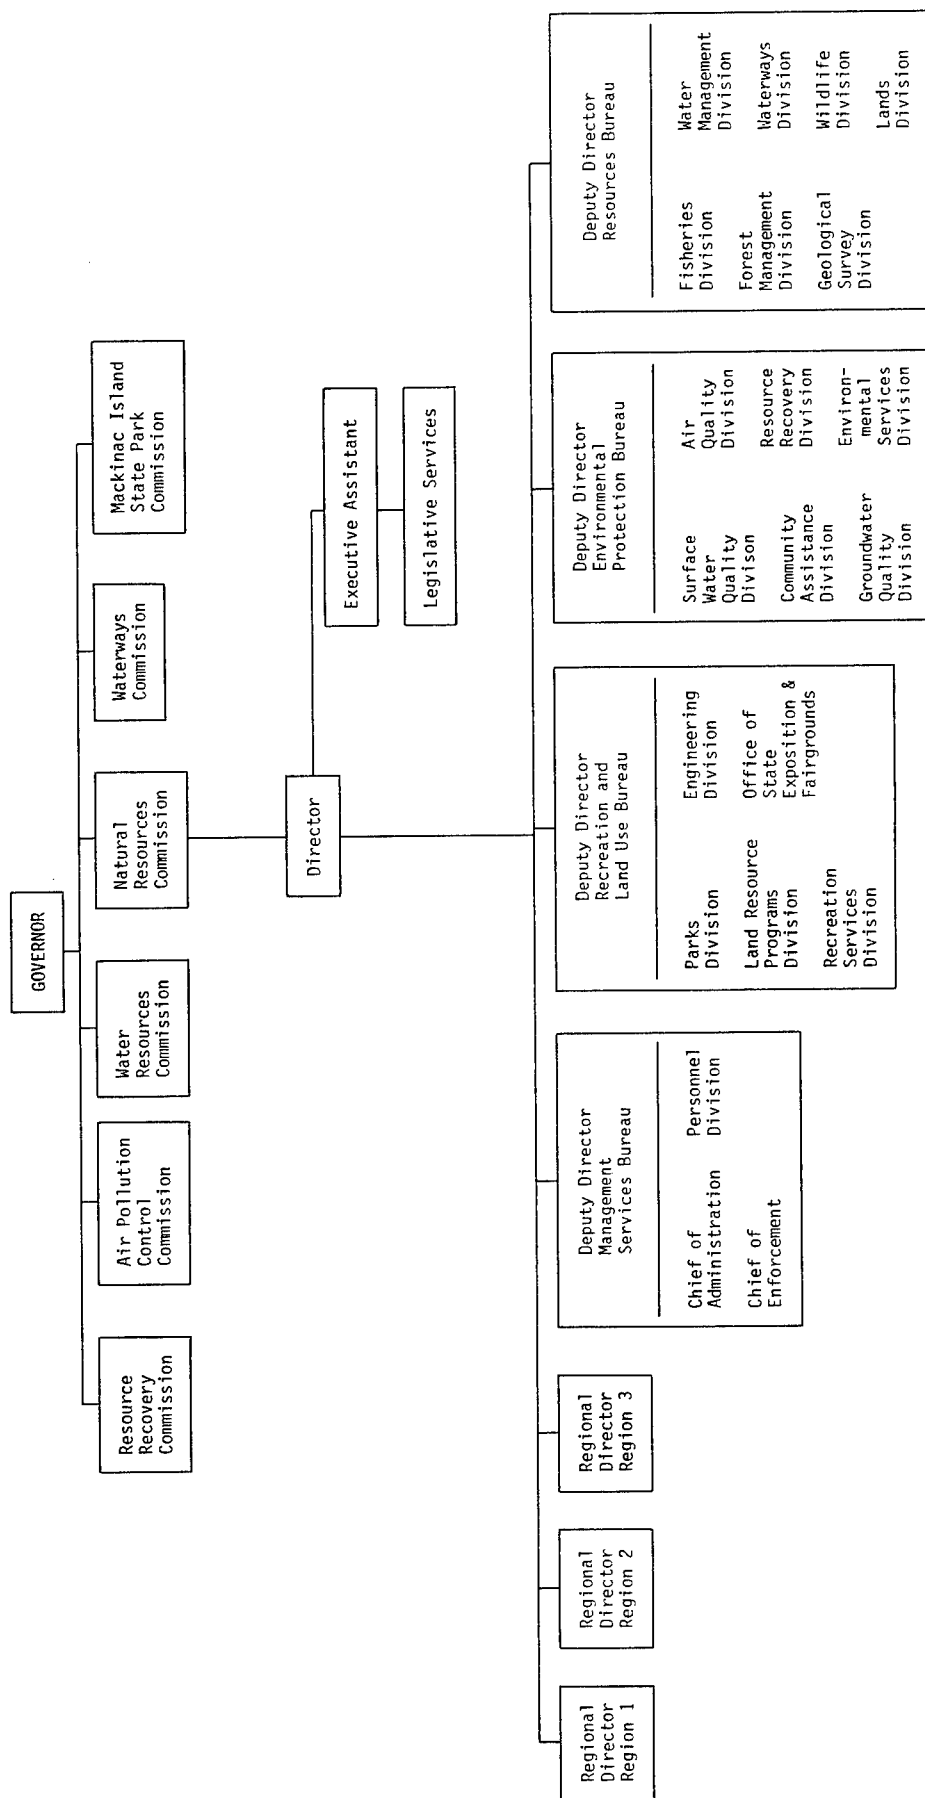 GOVERNOR
Resource
Recovery
Commission
Air Pollution
Control
Commission
Water
Resources
Commission
Natural
Resources
Commission
Waterways
Commission
Mackinac Island
State Park
Commission
Director
Executive Assistant
Legislative Services
Regional
Director
Region 1
Regional
Director
Region 2
Regional
Director
Region 3
Deputy Director
Management
Services Bureau
Chief of
Administration
Chief of
Enforcement
Personnel
Division
Deputy Director
Recreation and
Land Use Bureau
Parks
Division
Land Resource
Programs
Division
Recreation
Services
Division
Engineering
Division
Office of
State
Exposition &
Fairgrounds
Deputy Director
Environmental
Protection Bureau
Surface
Water
Quality
Divison
Community
Assistance
Division
Groundwater
Quality
Division
Air
Quality
Division
Resource
Recovery
Division
Environ-
mental
Services
Division
Deputy Director
Resources Bureau
Fisheries
Division
Forest
Management
Division
Geological
Survey
Division
Water
Management
Division
Waterways
Division
Wildlife
Division
Lands
Division